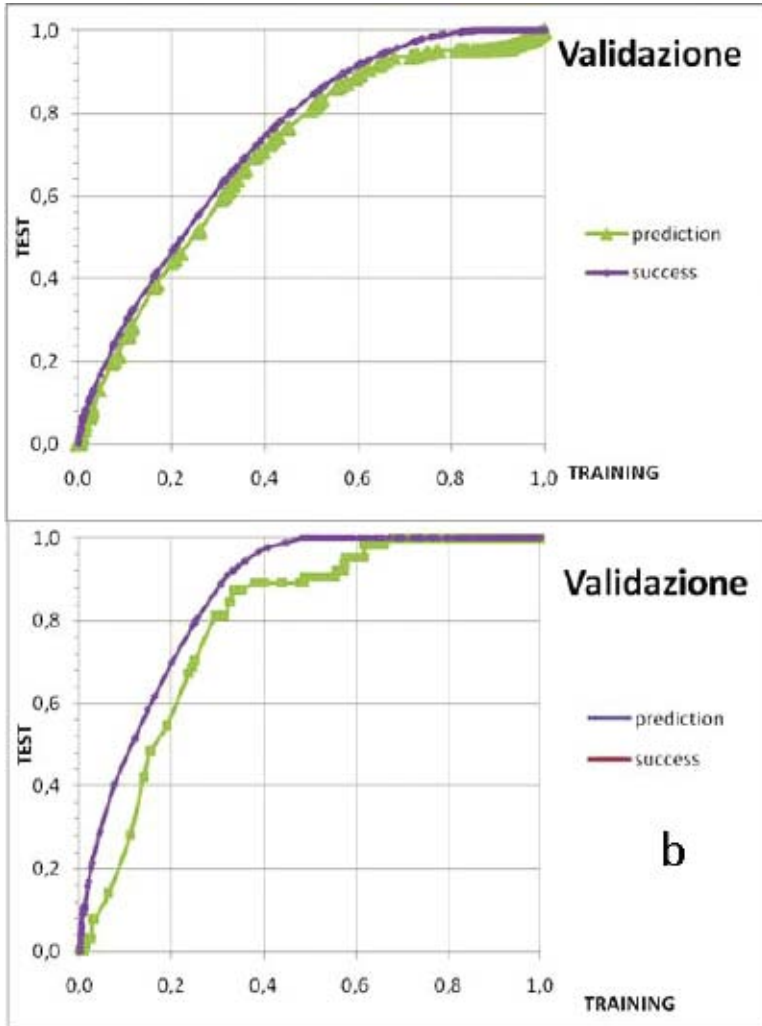 1,0
Validazione
0,8
0,6
TEST
prediction
success
0,4
0,2
0,0
0.0 0,2 0,4 0,6 0,8 1,0 TRAINING
1,0
Validazione
0,8
0,6
TEST
prediction
success
0,4
b
0,2
0,0
0,0 0,2 0,4 0,6 0,8 1,0
TRAINING